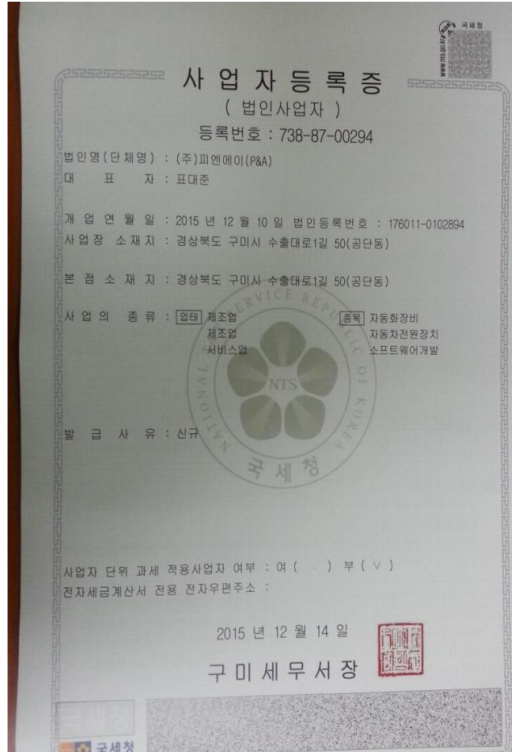 국세청
사업자등록증
( 법인사업자 )
등록번호 : 738-87-00294
법인명(단체명) : (주)피엔에이(P&A)
대 표 자 : 표대준
개 업 연 월 일 : 2015 년 12 월 10 일 법인등록번호 : 176011-0102894
사업장 소재지 : 경상북도 구미시 수출대로1길 50(공단동)
본 점 소 재 지 : 경상북도 구미시 수출대로1길 50(공단동)
사 업 의 종 류 : 업태 제조업 종목 자동화장비
제조업 자동차전원장치
서비스업 소프트웨어개발
NATIONAL TAX SERVICE REPUBLIC OF KOREA
NTS
국세청
발 급 사 유 : 신규
사업자 단위 과세 적용사업자 여부 : 여 ( ) 부 ( ∨ )
전자세금계산서 전용 전자우편주소 :
2015 년 12 월 14 일
구미세무서장
국세청